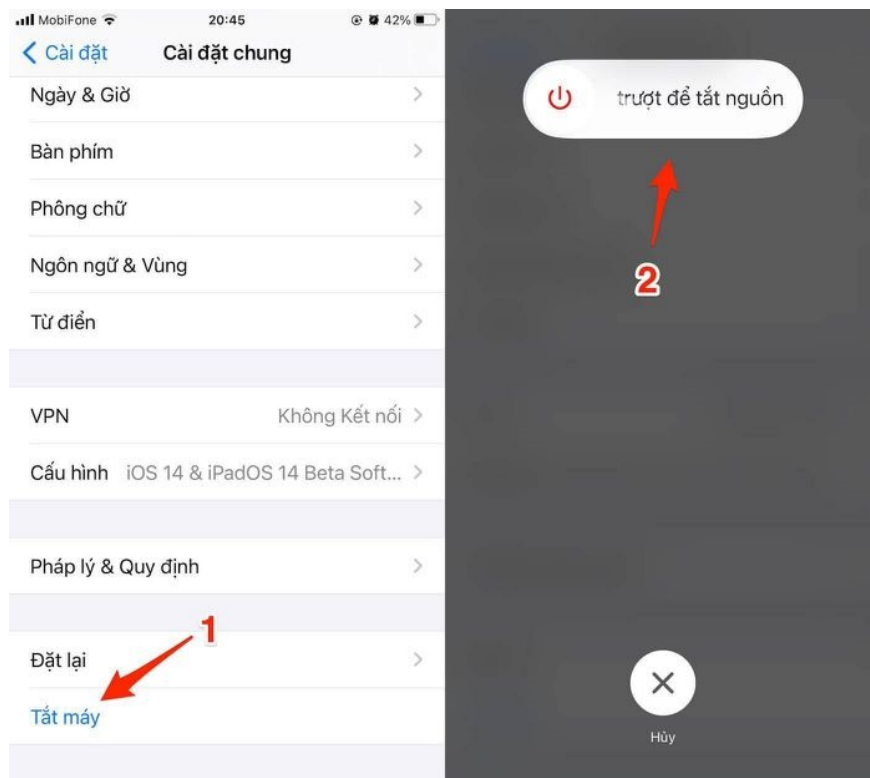 MobiFone 20:45 42%
Cài đặt Cài đặt chung
Ngày & Giờ
Bàn phím
Phông chữ
Ngôn ngữ & Vùng
Từ điển
VPN Không Kết nối
Cấu hình iOS 14 & iPadOS 14 Beta Soft...
Pháp lý & Quy định
1
Đặt lại
Tắt máy
trượt để tắt nguồn
2
Hủy